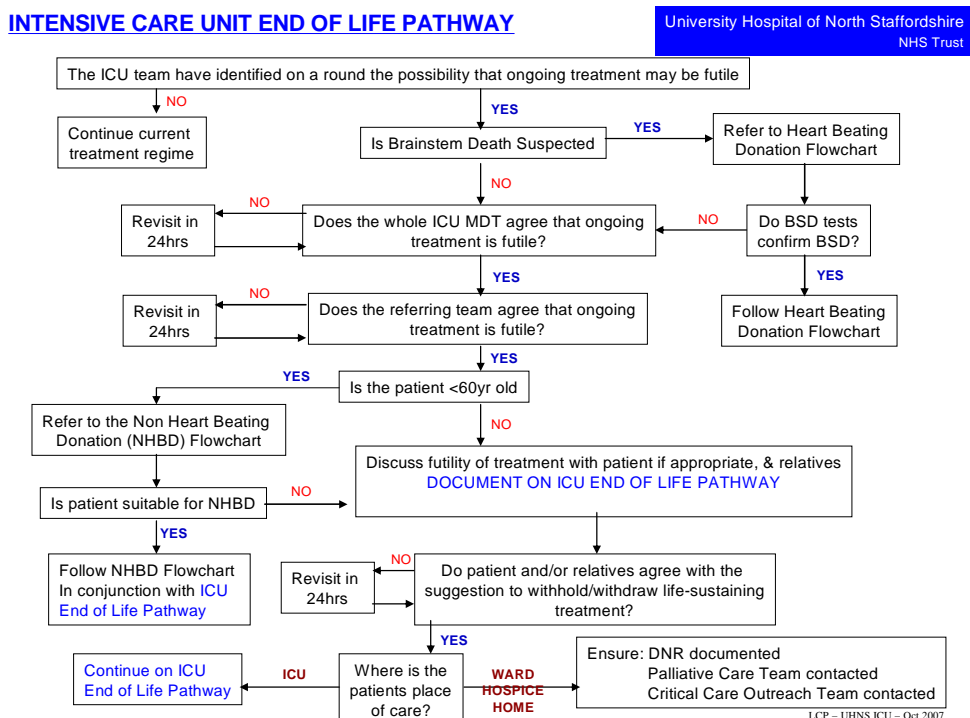 INTENSIVE CARE UNIT END OF LIFE PATHWAY
University Hospital of North Staffordshire
NHS Trust
The ICU team have identified on a round the possibility that ongoing treatment may be futile
NO
YES
Continue current
treatment regime
Is Brainstem Death Suspected
YES
Refer to Heart Beating
Donation Flowchart
NO
Revisit in
24hrs
NO
Does the whole ICU MDT agree that ongoing
treatment is futile?
NO
Do BSD tests
confirm BSD?
YES
YES
Revisit in
24hrs
NO
Does the referring team agree that ongoing
treatment is futile?
Follow Heart Beating
Donation Flowchart
YES
YES
Is the patient <60yr old
Refer to the Non Heart Beating
Donation (NHBD) Flowchart
NO
Discuss futility of treatment with patient if appropriate, & relatives
DOCUMENT ON ICU END OF LIFE PATHWAY
Is patient suitable for NHBD
NO
YES
Follow NHBD Flowchart
In conjunction with ICU
End of Life Pathway
Revisit in
24hrs
NO
Do patient and/or relatives agree with the
suggestion to withhold/withdraw life-sustaining
treatment?
YES
Continue on ICU
End of Life Pathway
ICU
Where is the
patients place
of care?
WARD
HOSPICE
HOME
Ensure: DNR documented
Palliative Care Team contacted
Critical Care Outreach Team contacted
LCP – UHNS ICU – Oct 2007